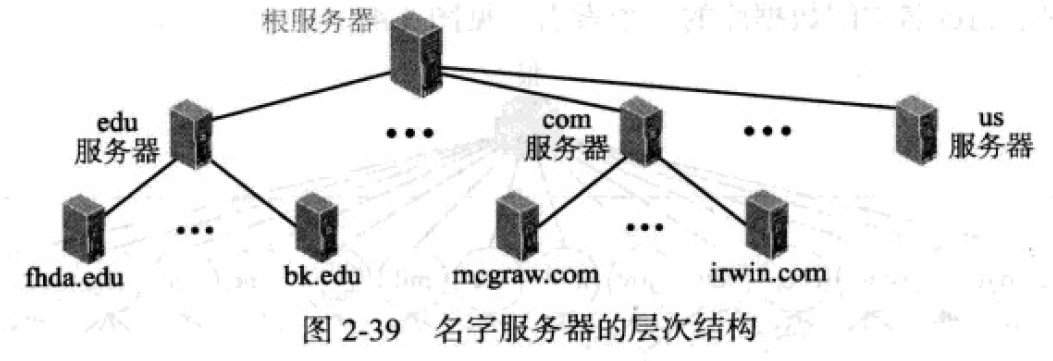 根服务器
edu
服务器
•••
com
服务器
•••
us
服务器
fhda.edu
•••
bk.edu
mcgraw.com
•••
irwin.com
图 2-39 名字服务器的层次结构